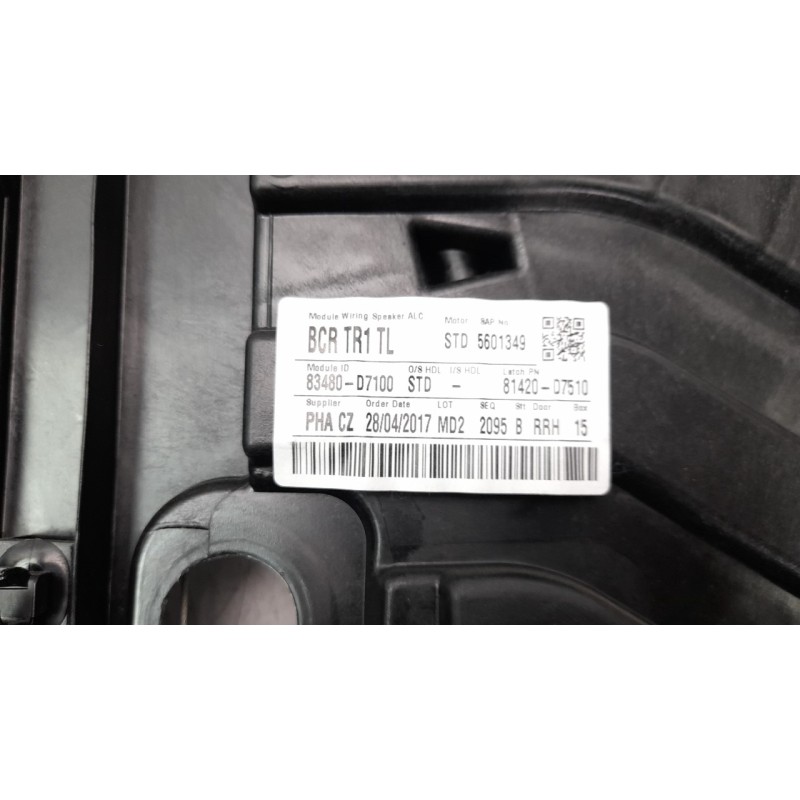 Module Wiring Speaker ALC Motor SAP No
BCR TR1 TL STD 5601349
Module ID O/S HDL I/S HDL Latch PN
83480-D7100 STD - 81420-D7510
Supplier Order Date LOT SEQ Sft Door Box
PHA CZ 28/04/2017 MD2 2095 B RRH 15